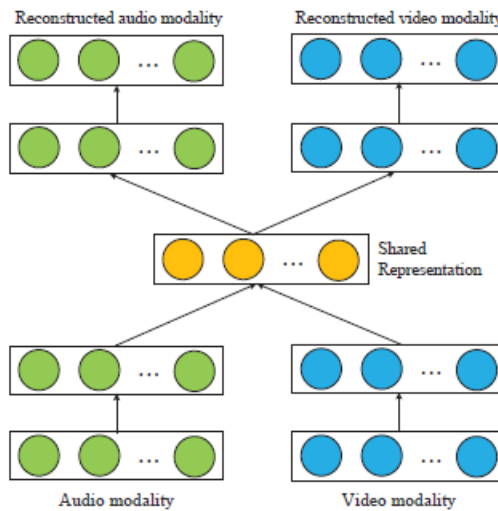 Reconstructed audio modality
Reconstructed video modality
...
...
...
...
...
Shared
Representation
...
...
...
...
Audio modality
Video modality